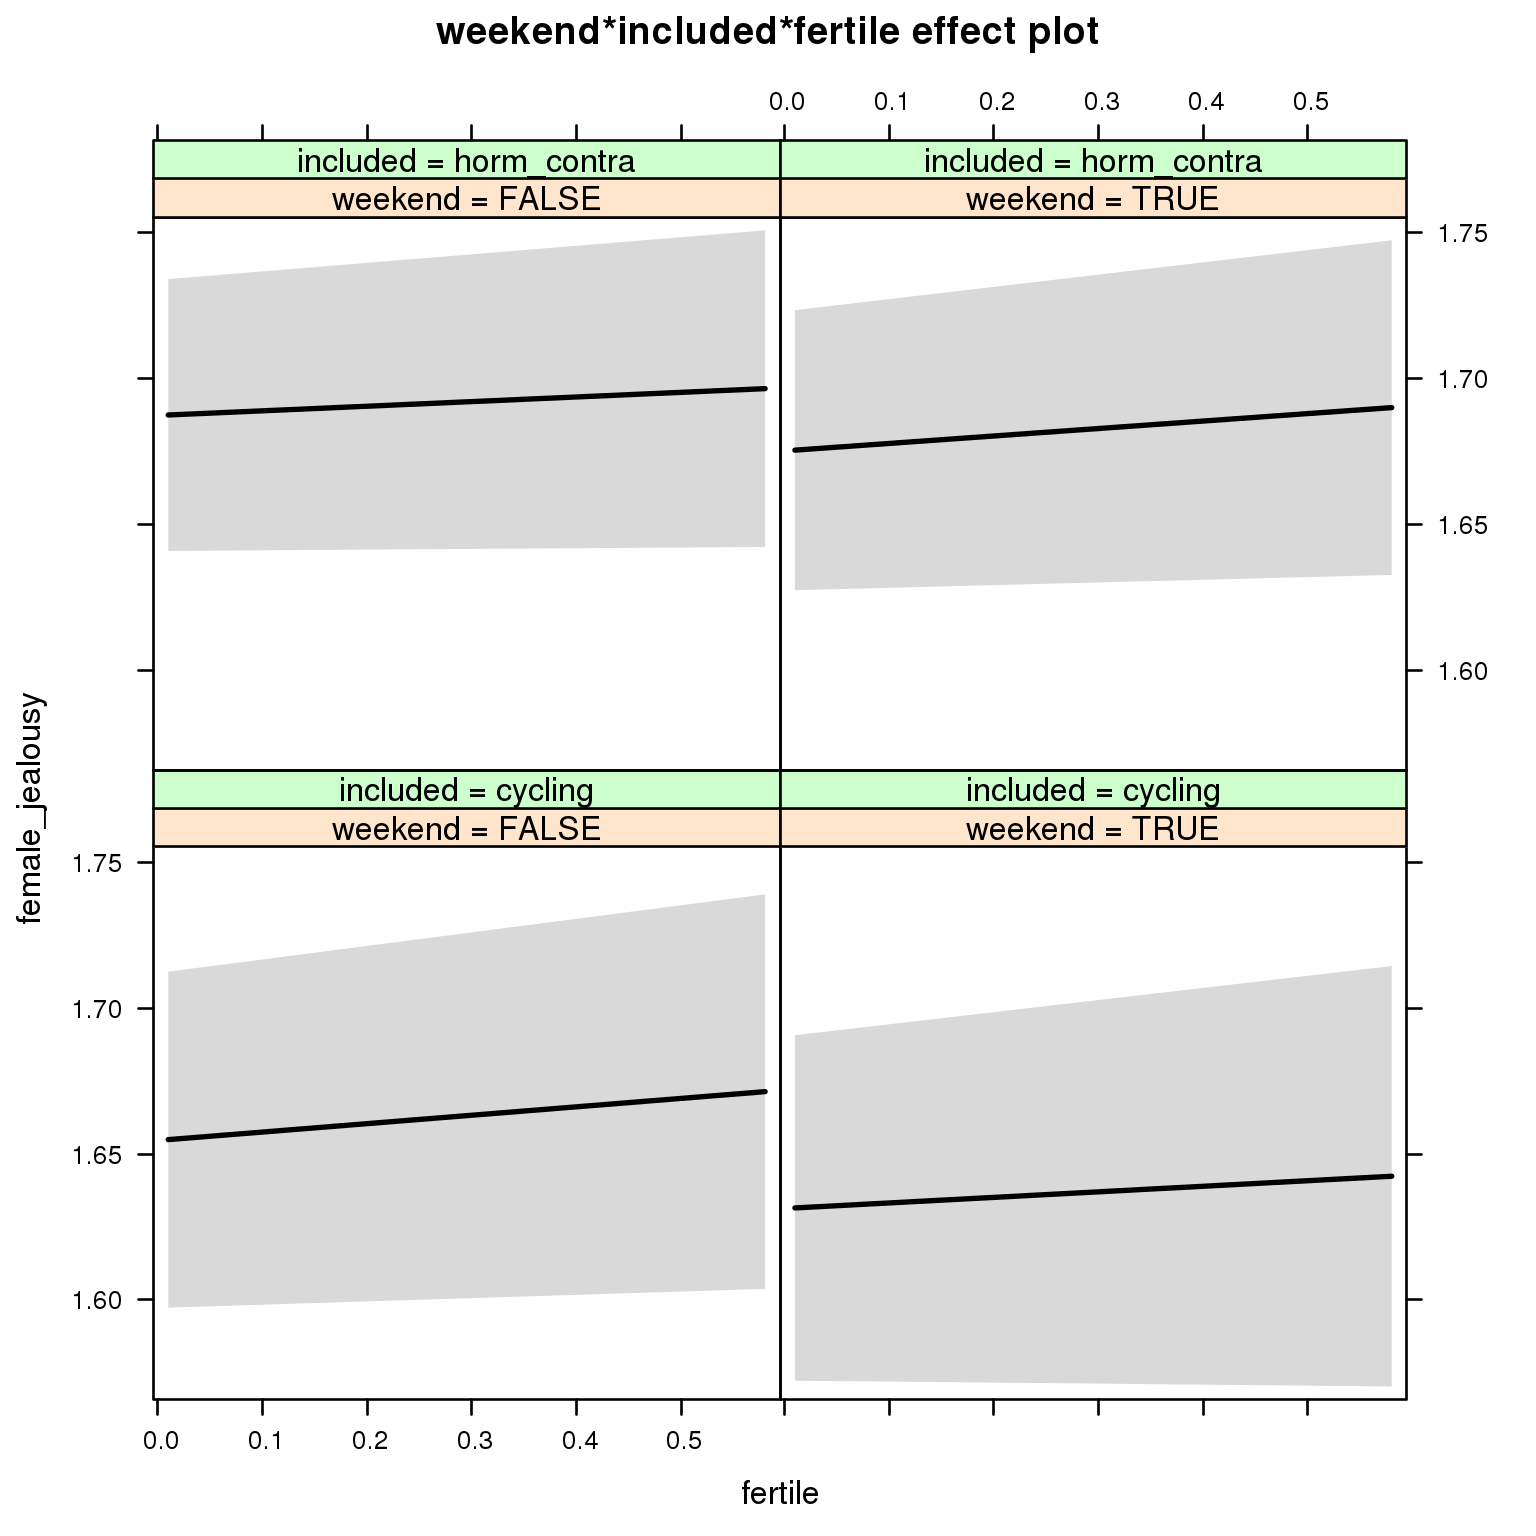 weekend*included*fertile effect plot
0.0 0.1 0.2 0.3 0.4 0.5
included = horm_contra included = horm_contra
weekend = FALSE weekend = TRUE
1.75
1.70
1.65
1.60
female_jealousy
included = cycling included = cycling
weekend = FALSE weekend = TRUE
1.75
1.70
1.65
1.60
0.0 0.1 0.2 0.3 0.4 0.5
fertile